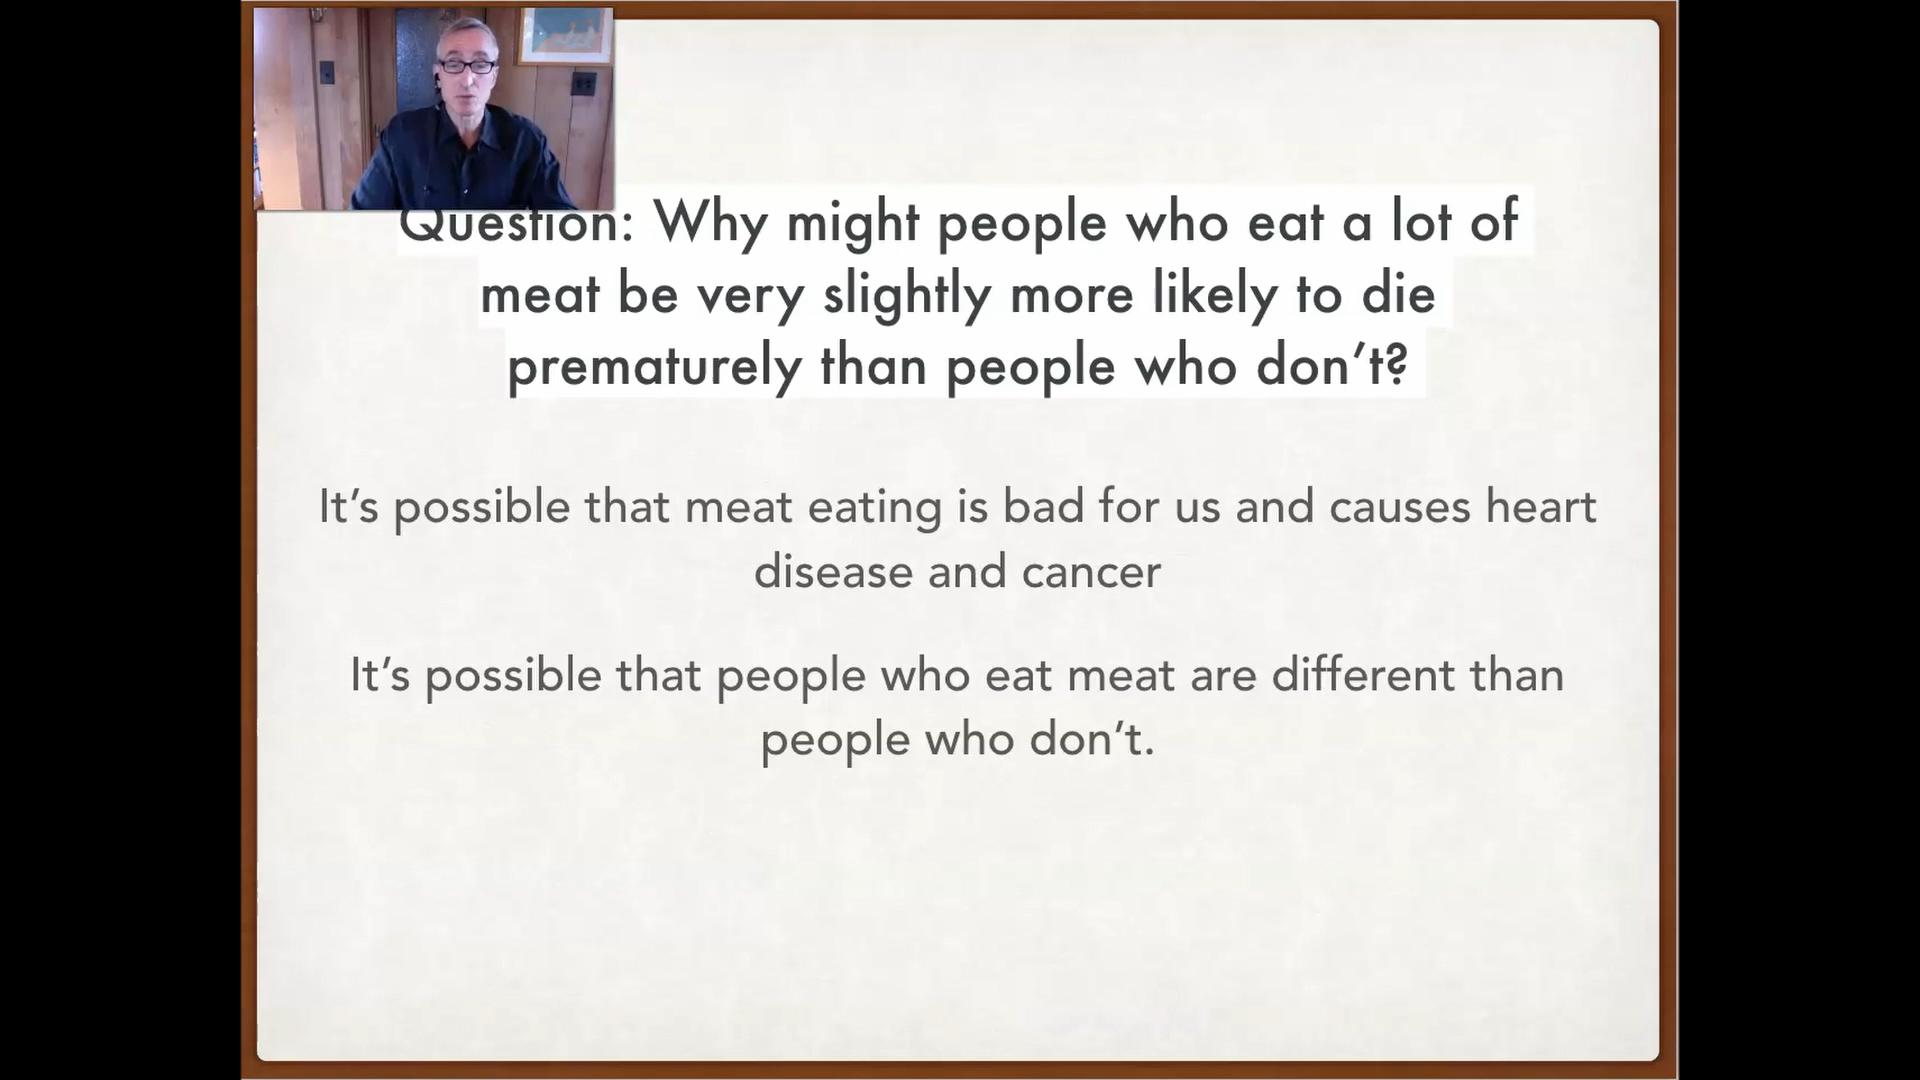 Question: Why might people who eat a lot of
meat be very slightly more likely to die
prematurely than people who don’t?
It’s possible that meat eating is bad for us and causes heart
disease and cancer
It’s possible that people who eat meat are different than
people who don’t.